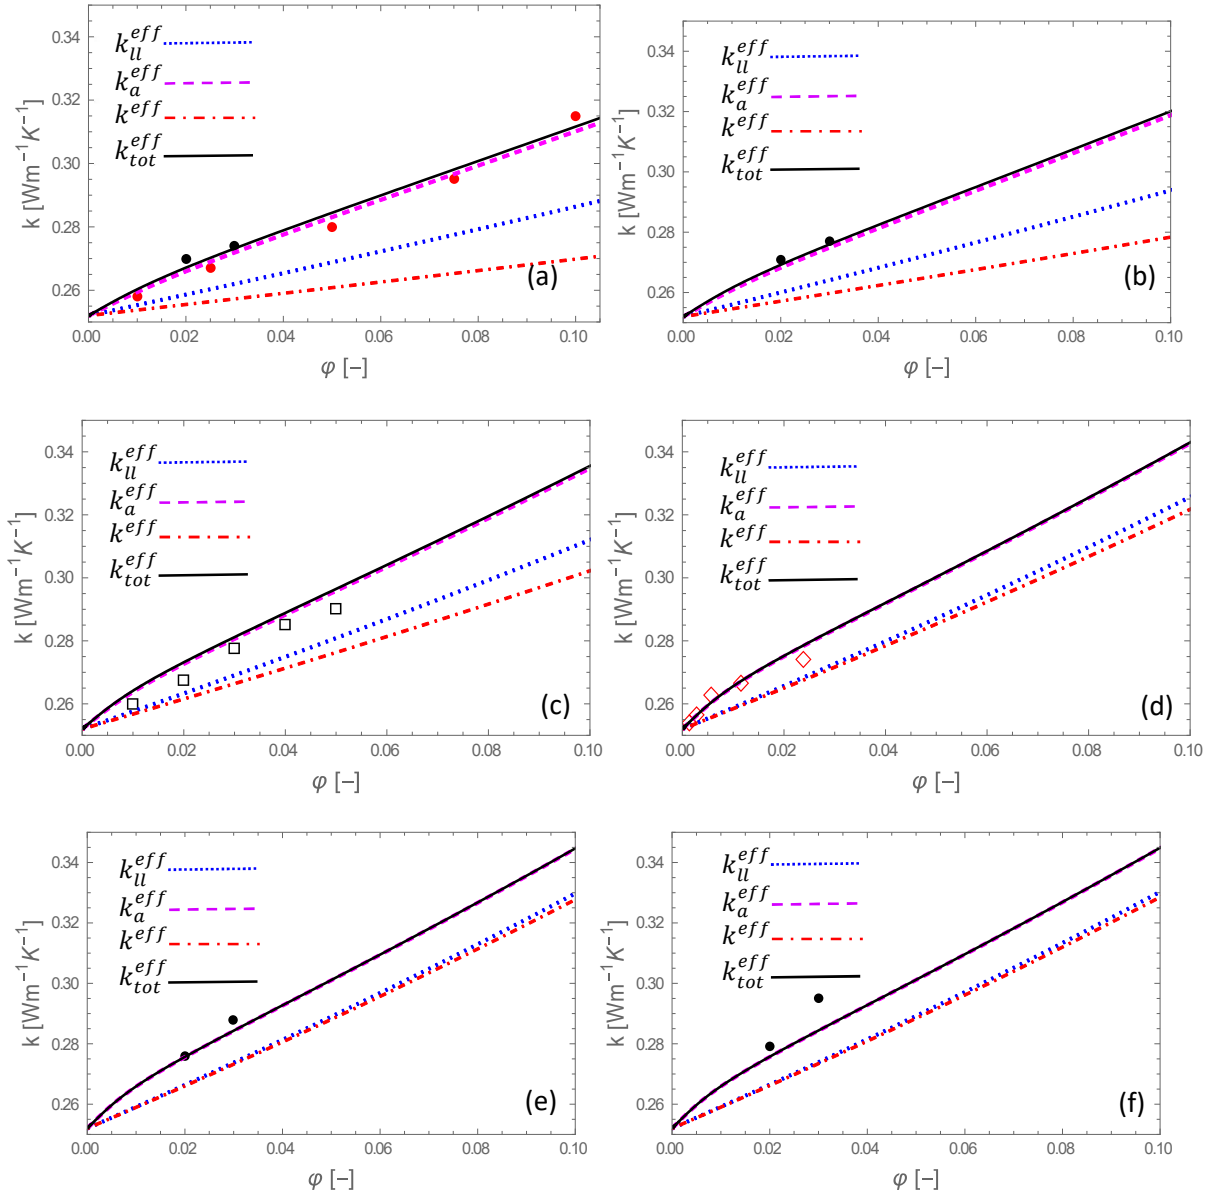 0.34
0.32
0.30
0.28
0.26
k [Wm⁻¹K⁻¹]
k_ll^eff
k_a^eff
k^eff
k_tot^eff
(a)
0.00 0.02 0.04 0.06 0.08 0.10
φ [–]
0.34
0.32
0.30
0.28
0.26
k [Wm⁻¹K⁻¹]
k_ll^eff
k_a^eff
k^eff
k_tot^eff
(b)
0.00 0.02 0.04 0.06 0.08 0.10
φ [–]
0.34
0.32
0.30
0.28
0.26
k [Wm⁻¹K⁻¹]
k_ll^eff
k_a^eff
k^eff
k_tot^eff
(c)
0.00 0.02 0.04 0.06 0.08 0.10
φ [–]
0.34
0.32
0.30
0.28
0.26
k [Wm⁻¹K⁻¹]
k_ll^eff
k_a^eff
k^eff
k_tot^eff
(d)
0.00 0.02 0.04 0.06 0.08 0.10
φ [–]
0.34
0.32
0.30
0.28
0.26
k [Wm⁻¹K⁻¹]
k_ll^eff
k_a^eff
k^eff
k_tot^eff
(e)
0.00 0.02 0.04 0.06 0.08 0.10
φ [–]
0.34
0.32
0.30
0.28
0.26
k [Wm⁻¹K⁻¹]
k_ll^eff
k_a^eff
k^eff
k_tot^eff
(f)
0.00 0.02 0.04 0.06 0.08 0.10
φ [–]